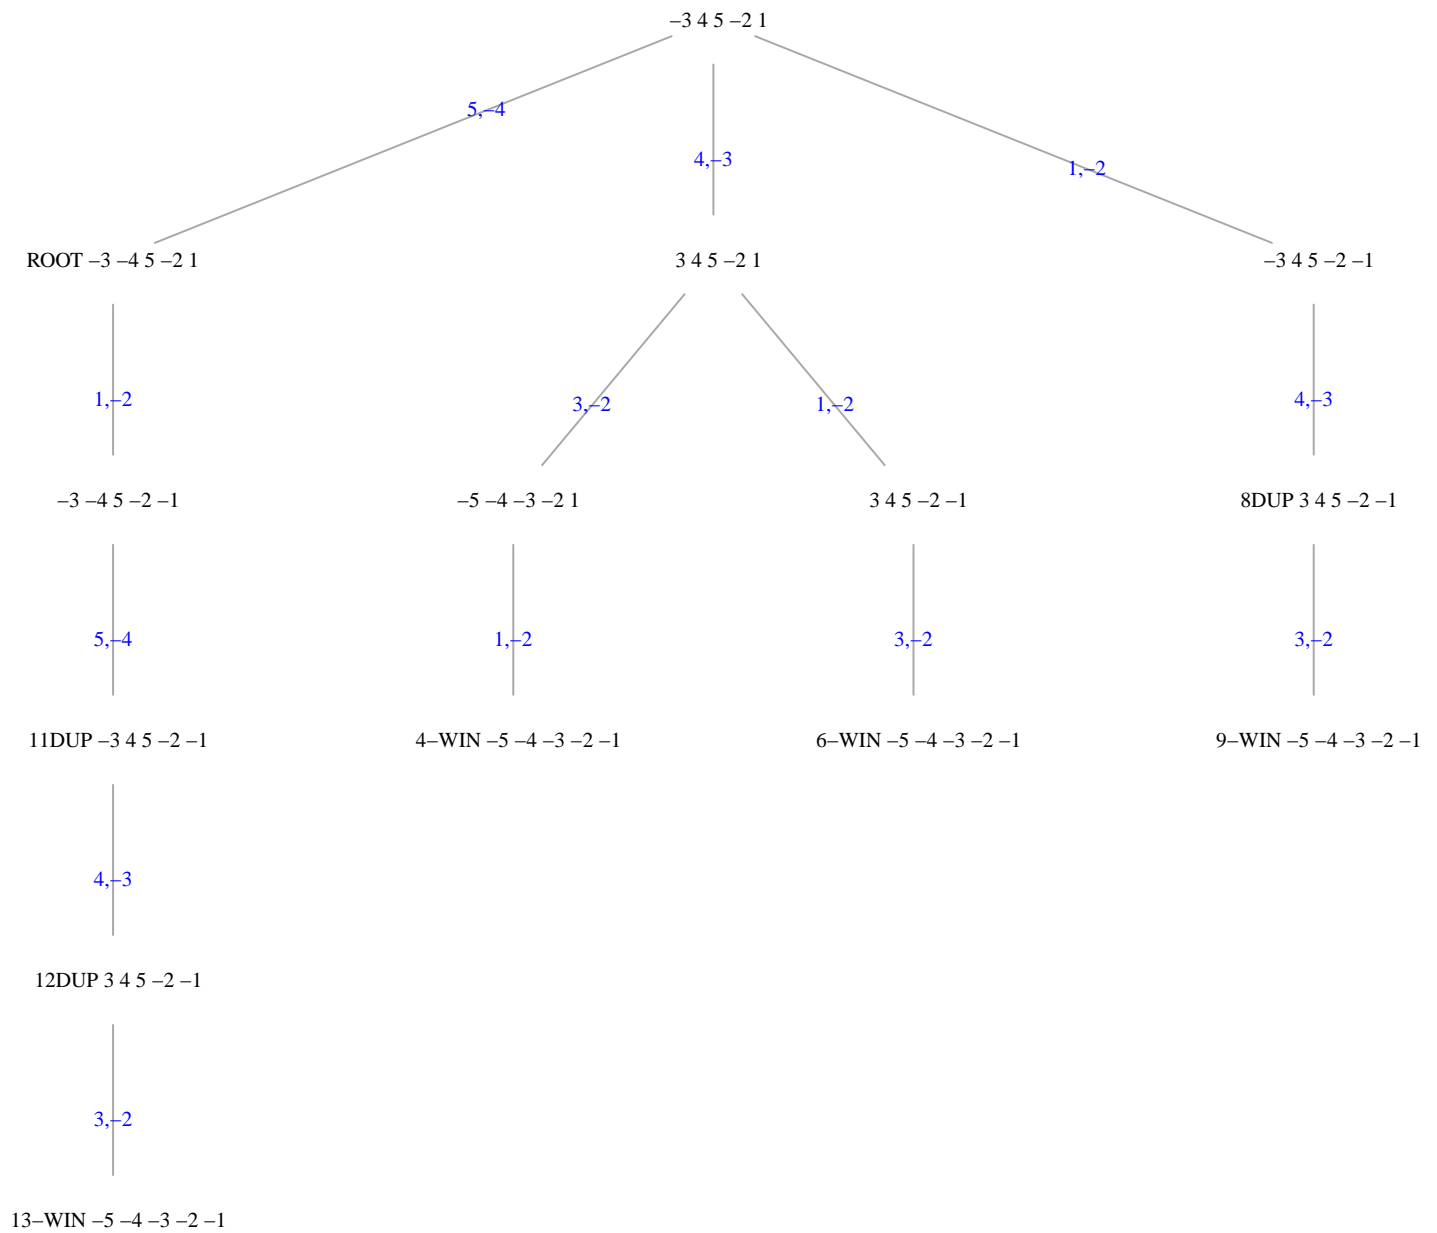 –3 4 5 –2 1
5,–4
4,–3
1,–2
ROOT –3 –4 5 –2 1
3 4 5 –2 1
–3 4 5 –2 –1
1,–2
3,–2
1,–2
4,–3
–3 –4 5 –2 –1
–5 –4 –3 –2 1
3 4 5 –2 –1
8DUP 3 4 5 –2 –1
5,–4
1,–2
3,–2
3,–2
11DUP –3 4 5 –2 –1
4–WIN –5 –4 –3 –2 –1
6–WIN –5 –4 –3 –2 –1
9–WIN –5 –4 –3 –2 –1
4,–3
12DUP 3 4 5 –2 –1
3,–2
13–WIN –5 –4 –3 –2 –1